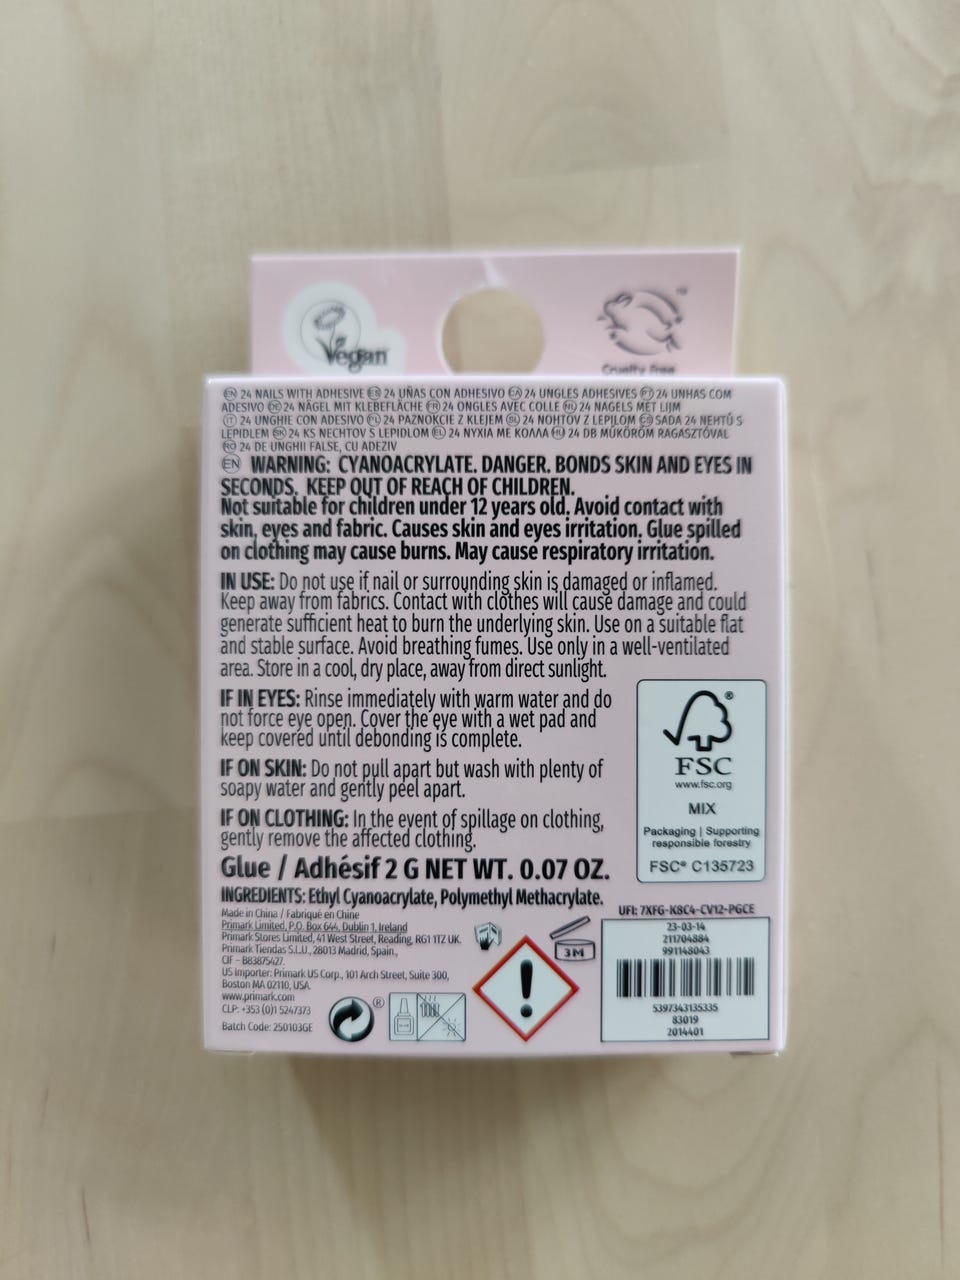 Vegan
Cruelty free
EN 24 NAILS WITH ADHESIVE ES 24 UÑAS CON ADHESIVO CA 24 UNGLES ADHESIVES PT 24 UNHAS COM
ADESIVO DE 24 NÄGEL MIT KLEBEFLÄCHE FR 24 ONGLES AVEC COLLE NL 24 NAGELS MET LIJM
IT 24 UNGHIE CON ADESIVO PL 24 PAZNOKCIE Z KLEJEM SL 24 NOHTOV Z LEPILOM CS SADA 24 NEHTŮ S
LEPIDLEM SK 24 KS NECHTOV S LEPIDLOM EL 24 ΝΥΧΙΑ ΜΕ ΚΟΛΛΑ HU 24 DB MŰKÖRÖM RAGASZTÓVAL
RO 24 DE UNGHII FALSE, CU ADEZIV
EN WARNING: CYANOACRYLATE. DANGER. BONDS SKIN AND EYES IN
SECONDS. KEEP OUT OF REACH OF CHILDREN.
Not suitable for children under 12 years old. Avoid contact with
skin, eyes and fabric. Causes skin and eyes irritation. Glue spilled
on clothing may cause burns. May cause respiratory irritation.
IN USE: Do not use if nail or surrounding skin is damaged or inflamed.
Keep away from fabrics. Contact with clothes will cause damage and could
generate sufficient heat to burn the underlying skin. Use on a suitable flat
and stable surface. Avoid breathing fumes. Use only in a well-ventilated
area. Store in a cool, dry place, away from direct sunlight.
IF IN EYES: Rinse immediately with warm water and do
not force eye open. Cover the eye with a wet pad and
keep covered until debonding is complete.
IF ON SKIN: Do not pull apart but wash with plenty of
soapy water and gently peel apart.
IF ON CLOTHING: In the event of spillage on clothing,
gently remove the affected clothing.
FSC®
www.fsc.org
MIX
Packaging | Supporting
responsible forestry
FSC® C135723
Glue / Adhésif 2 G NET WT. 0.07 OZ.
INGREDIENTS: Ethyl Cyanoacrylate, Polymethyl Methacrylate.
Made in China / Fabriqué en Chine
Primark Limited, P.O. Box 644, Dublin 1, Ireland
Primark Stores Limited, 41 West Street, Reading, RG1 1TZ UK.
Primark Tiendas S.L.U., 28013 Madrid, Spain.,
CIF – B83875427.
US importer: Primark US Corp., 101 Arch Street, Suite 300,
Boston MA 02110, USA.
www.primark.com
CLP: +353 (0)1 5247373
Batch Code: 250103GE
®
3M
UFI: 7XFG-K8C4-CV12-PGCE
23-03-14
211704884
991148043
5397343135335
83019
2014401